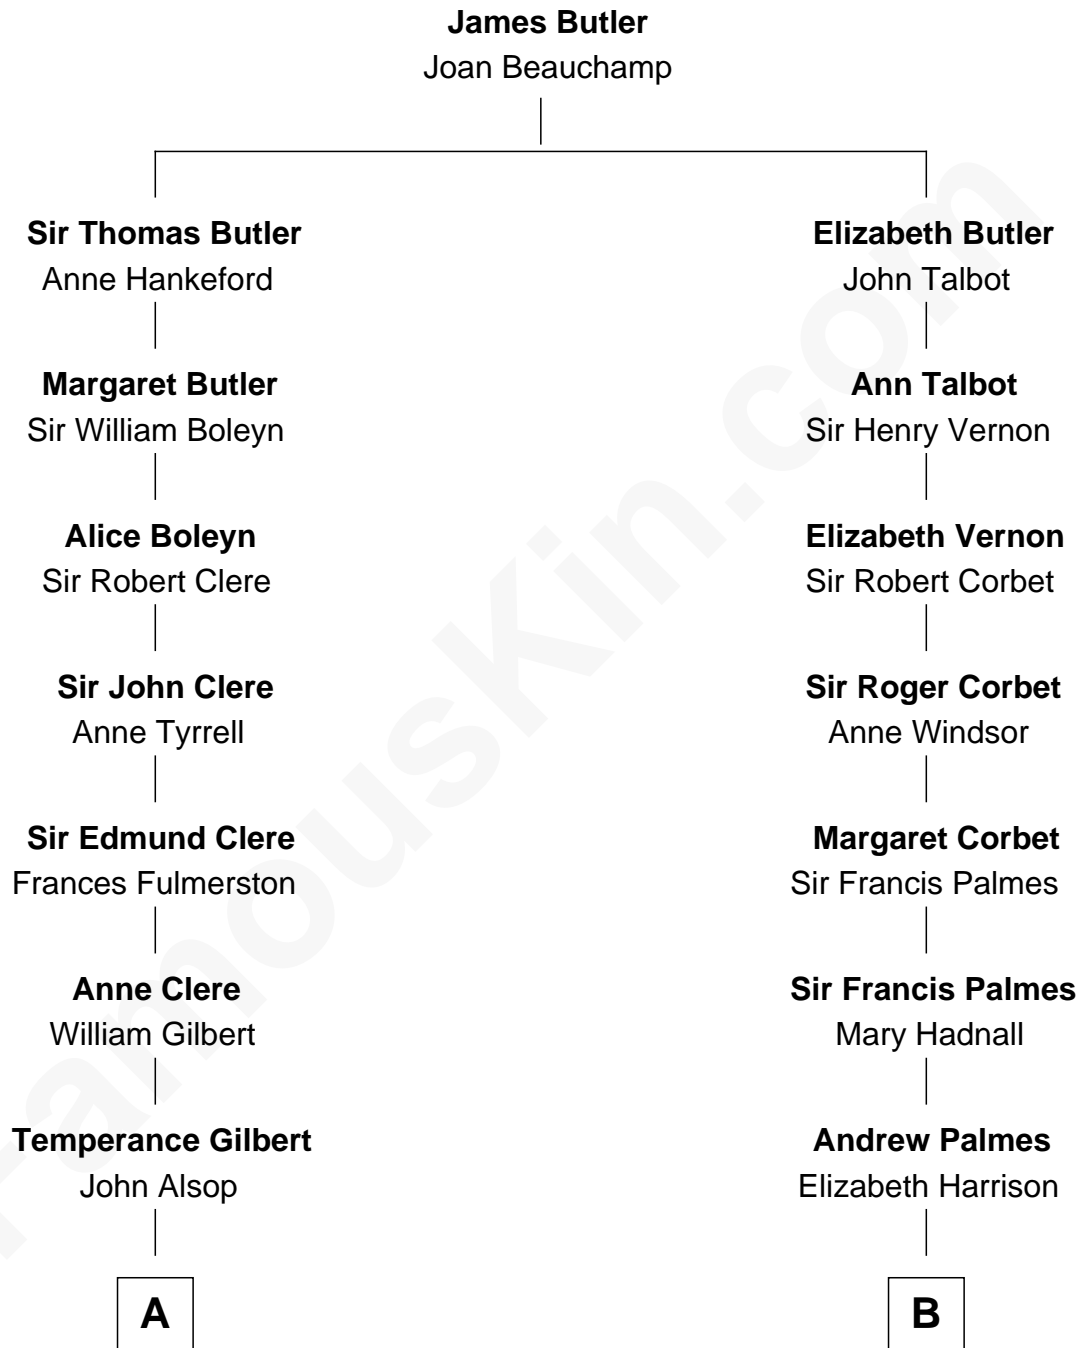 James Butler
Joan Beauchamp
Sir Thomas Butler
Anne Hankeford
Elizabeth Butler
John Talbot
Margaret Butler
Sir William Boleyn
Ann Talbot
Sir Henry Vernon
Alice Boleyn
Sir Robert Clere
Elizabeth Vernon
Sir Robert Corbet
Sir John Clere
Anne Tyrrell
Sir Roger Corbet
Anne Windsor
Sir Edmund Clere
Frances Fulmerston
Margaret Corbet
Sir Francis Palmes
Anne Clere
William Gilbert
Sir Francis Palmes
Mary Hadnall
Temperance Gilbert
John Alsop
Andrew Palmes
Elizabeth Harrison
A
B
FamousKin.com